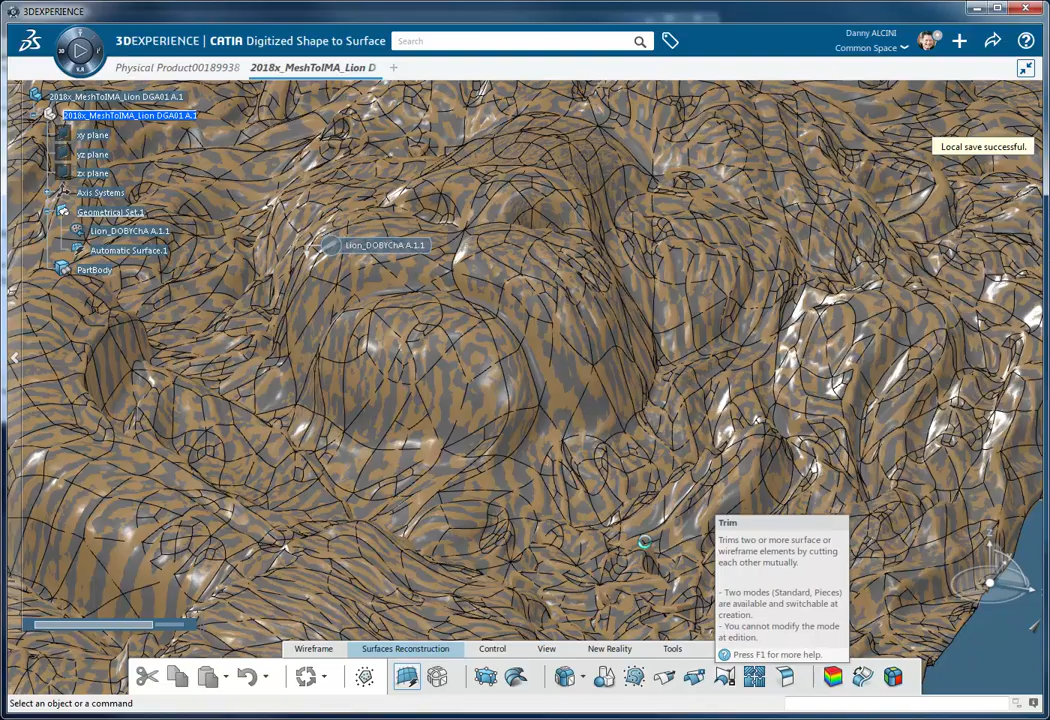 3DEXPERIENCE
3DEXPERIENCE | CATIA Digitized Shape to Surface
Search
Danny ALCINI
Common Space
3D
V.R
Physical Product00189938
2018x_MeshToIMA_Lion D
2018x_MeshToIMA_Lion DGA01 A.1
2018x_MeshToIMA_Lion DGA01 A.1
xy plane
yz plane
zx plane
Axis Systems
Geometrical Set.1
Lion_DOBYChA A.1.1
Automatic Surface.1
PartBody
Local save successful.
Lion_DOBYChA A.1.1
Trim
Trims two or more surface or
wireframe elements by cutting
each other mutually.
- Two modes (Standard, Pieces)
are available and switchable at
creation.
- You cannot modify the mode
at edition.
Press F1 for more help.
Z
Wireframe
Surfaces Reconstruction
Control
View
New Reality
Tools
Select an object or a command